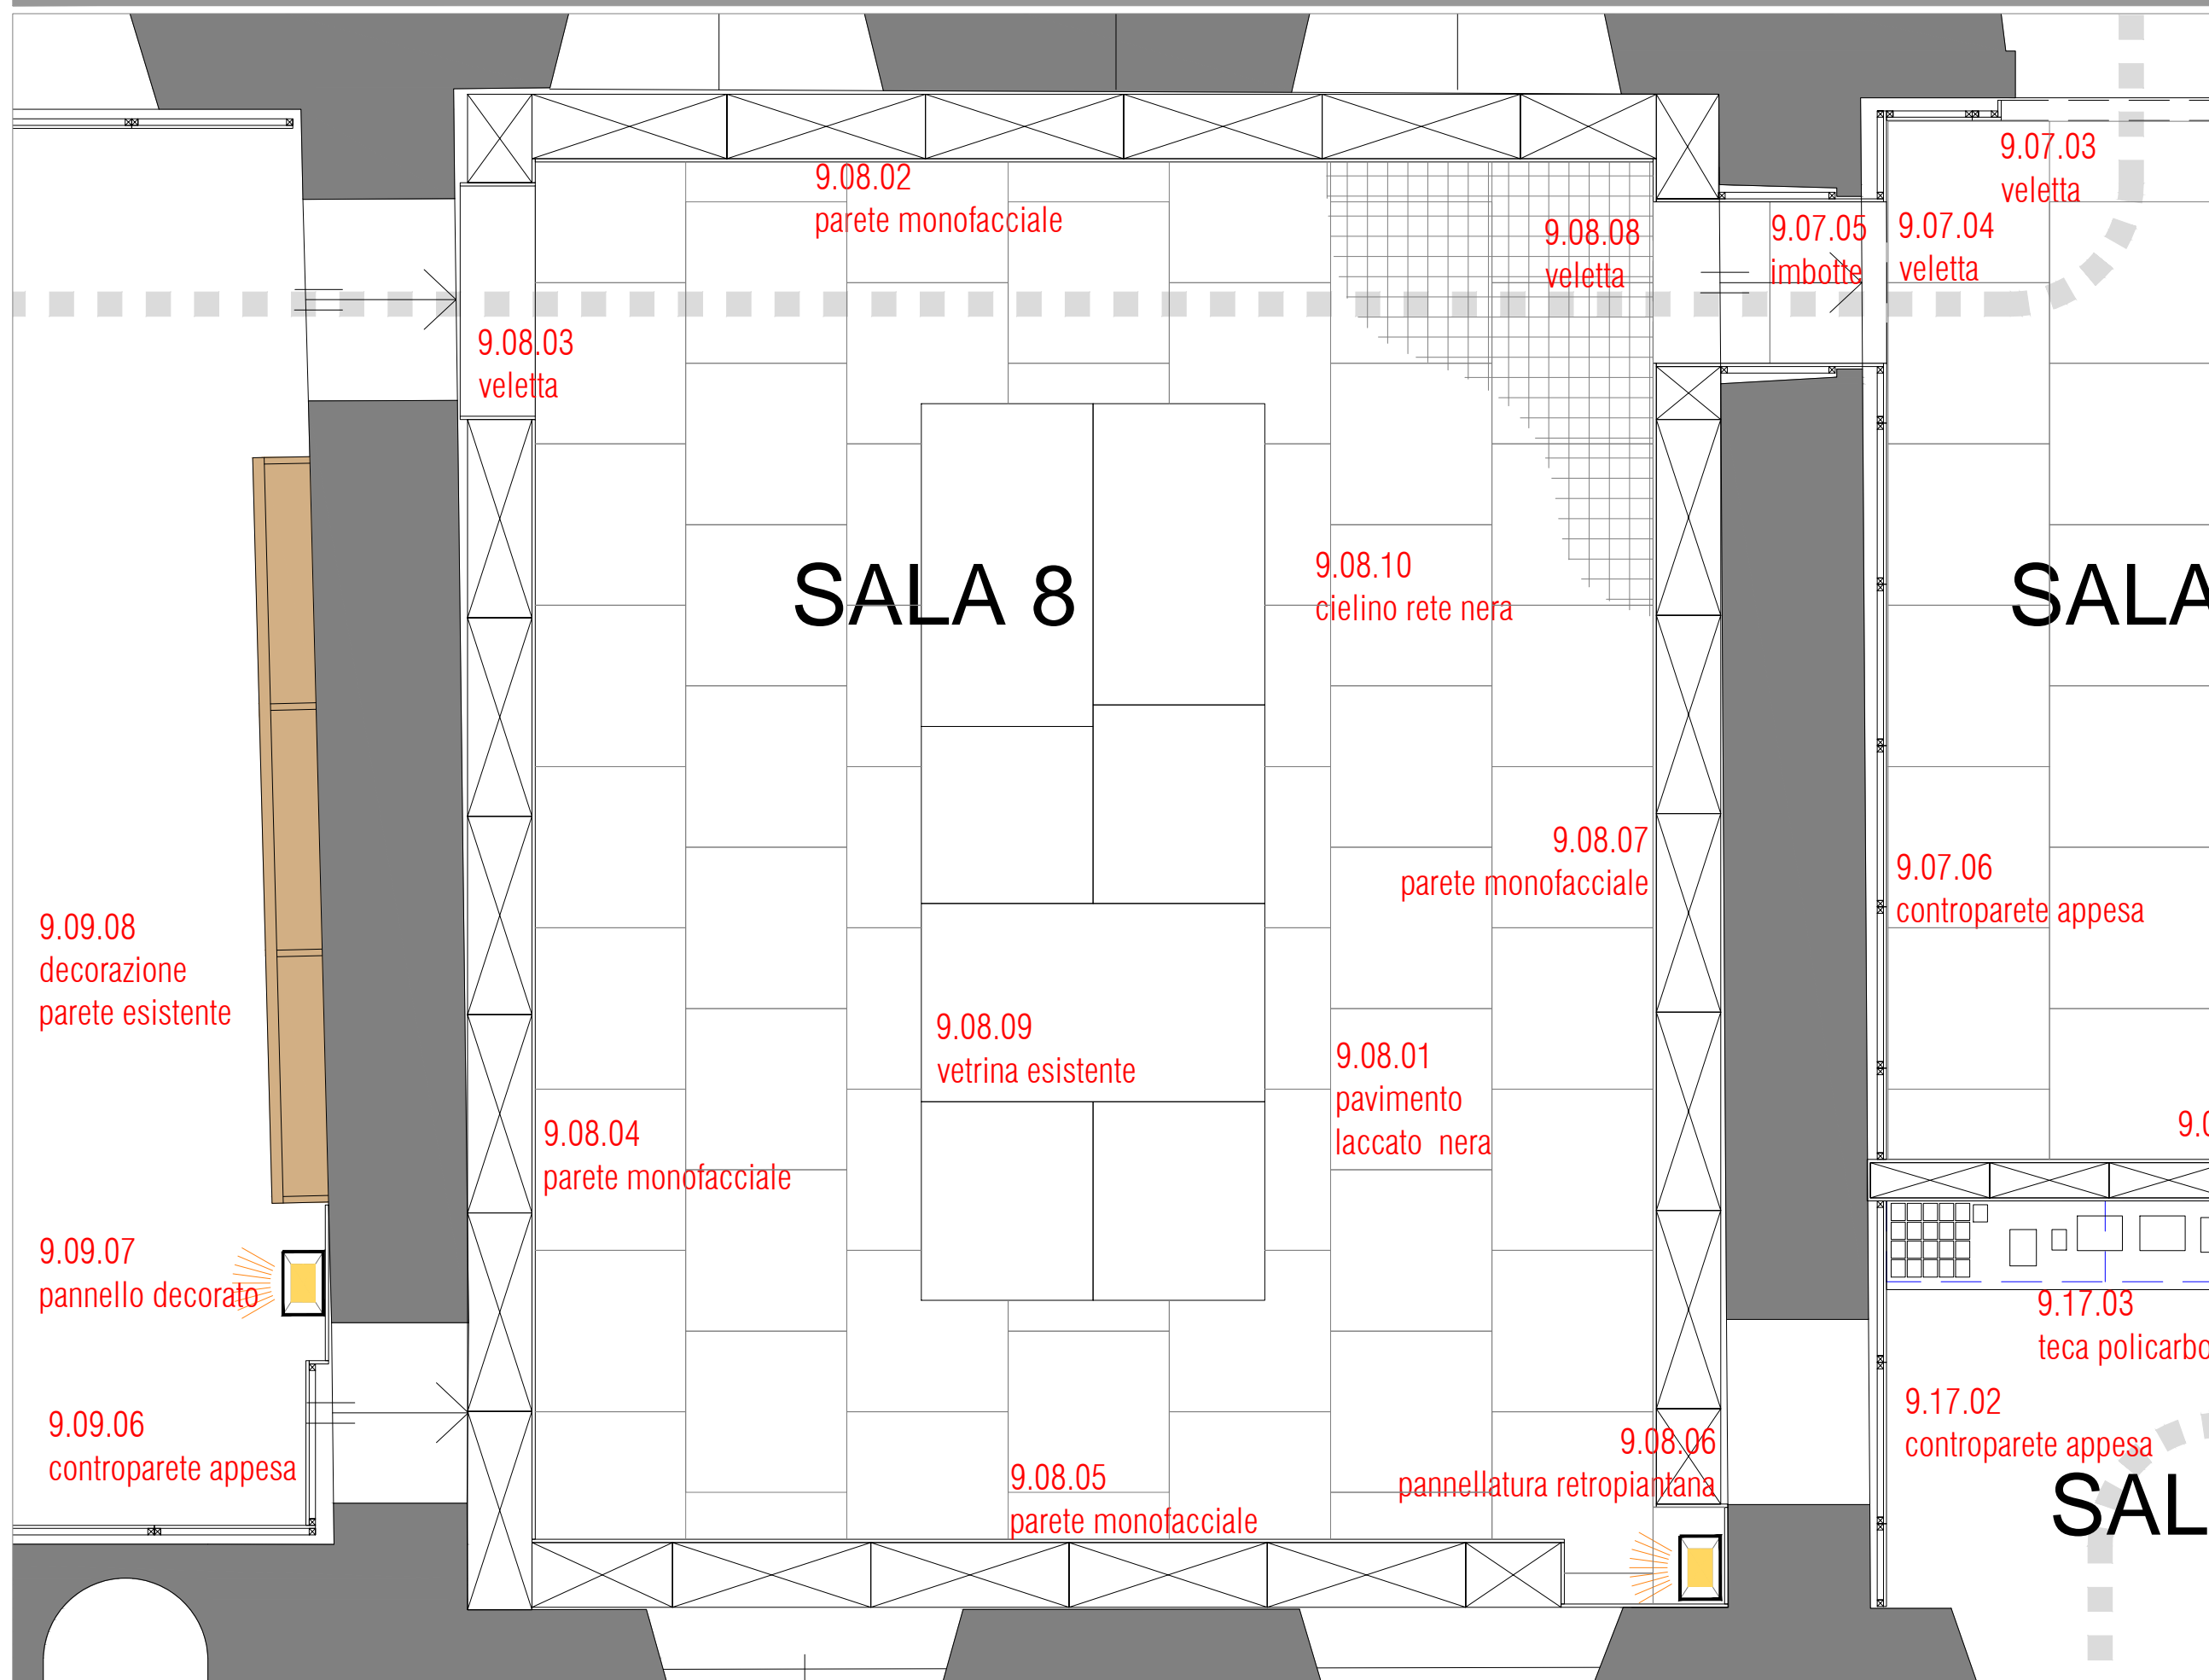 9.07.03
veletta
9.08.02
parete monofacciale
9.08.08
veletta
9.07.05
imbotte
9.07.04
veletta
9.08.03
veletta
SALA 8
9.08.10
cielino rete nera
SALA
9.08.07
parete monofacciale
9.07.06
controparete appesa
9.09.08
decorazione
parete esistente
9.08.09
vetrina esistente
9.08.01
pavimento
laccato nera
9.08.04
parete monofacciale
9.09.07
pannello decorato
9.17.03
teca policarbo
9.17.02
controparete appesa
9.09.06
controparete appesa
9.08.05
parete monofacciale
9.08.06
pannellatura retropiantana
SAL